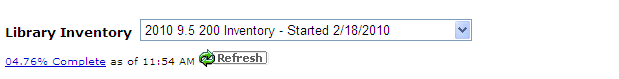 Library Inventory 2010 9.5 200 Inventory - Started 2/18/2010
04.76% Complete as of 11:54 AM Refresh